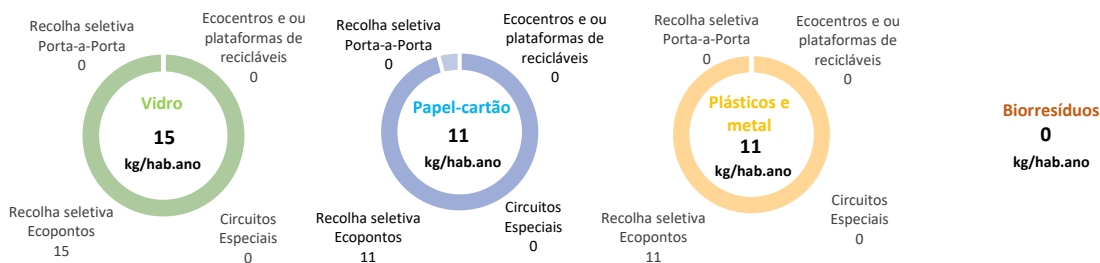 Recolha seletiva
Porta-a-Porta
0
Ecocentros e ou
plataformas de
recicláveis
0
Vidro
15
kg/hab.ano
Recolha seletiva
Ecopontos
15
Circuitos
Especiais
0
Recolha seletiva
Porta-a-Porta
0
Ecocentros e ou
plataformas de
recicláveis
0
Papel-cartão
11
kg/hab.ano
Recolha seletiva
Ecopontos
11
Circuitos
Especiais
0
Recolha seletiva
Porta-a-Porta
0
Ecocentros e ou
plataformas de
recicláveis
0
Plásticos e
metal
11
kg/hab.ano
Recolha seletiva
Ecopontos
11
Circuitos
Especiais
0
Biorresíduos
0
kg/hab.ano